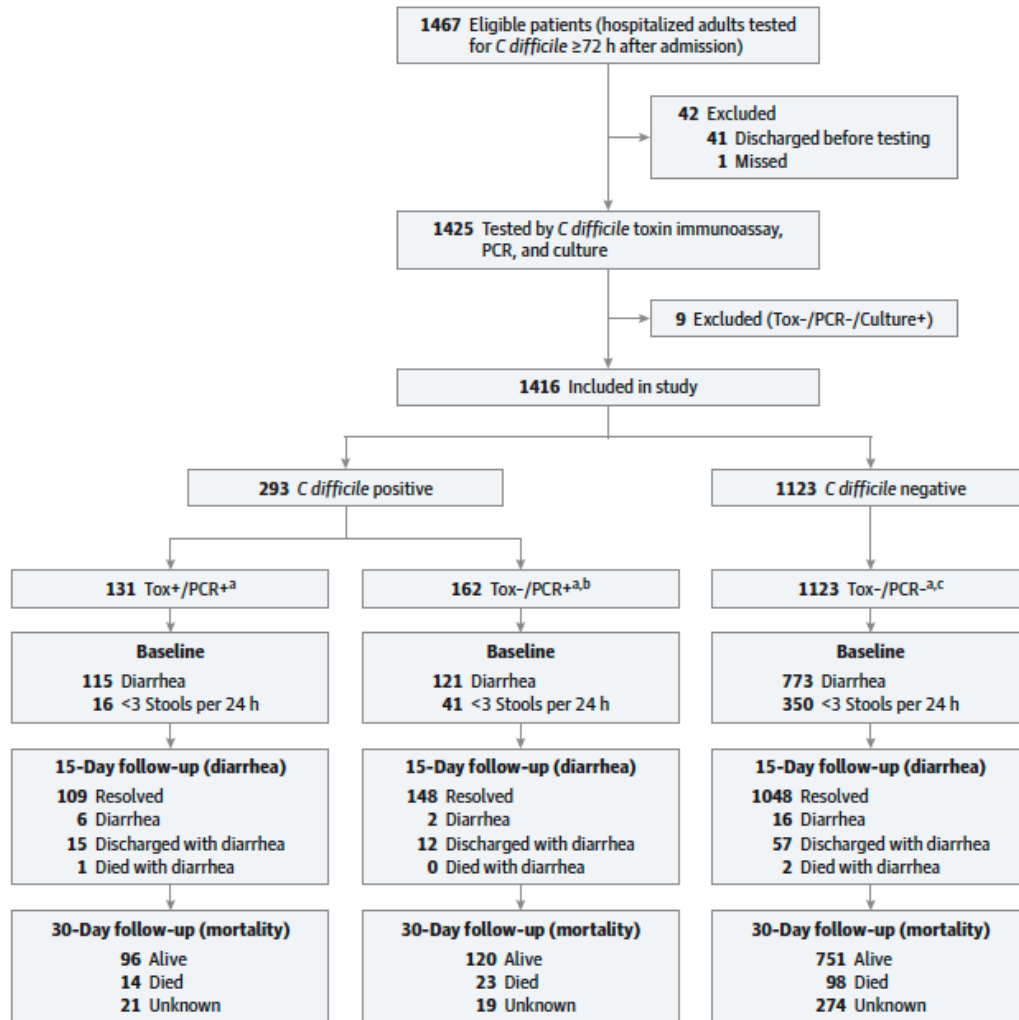 1467 Eligible patients (hospitalized adults tested
for C difficile ≥72 h after admission)
42 Excluded
41 Discharged before testing
1 Missed
1425 Tested by C difficile toxin immunoassay,
PCR, and culture
9 Excluded (Tox-/PCR-/Culture+)
1416 Included in study
293 C difficile positive
1123 C difficile negative
131 Tox+/PCR+a
162 Tox-/PCR+a,b
1123 Tox-/PCR-a,c
Baseline
115 Diarrhea
16 <3 Stools per 24 h
Baseline
121 Diarrhea
41 <3 Stools per 24 h
Baseline
773 Diarrhea
350 <3 Stools per 24 h
15-Day follow-up (diarrhea)
109 Resolved
6 Diarrhea
15 Discharged with diarrhea
1 Died with diarrhea
15-Day follow-up (diarrhea)
148 Resolved
2 Diarrhea
12 Discharged with diarrhea
0 Died with diarrhea
15-Day follow-up (diarrhea)
1048 Resolved
16 Diarrhea
57 Discharged with diarrhea
2 Died with diarrhea
30-Day follow-up (mortality)
96 Alive
14 Died
21 Unknown
30-Day follow-up (mortality)
120 Alive
23 Died
19 Unknown
30-Day follow-up (mortality)
751 Alive
98 Died
274 Unknown